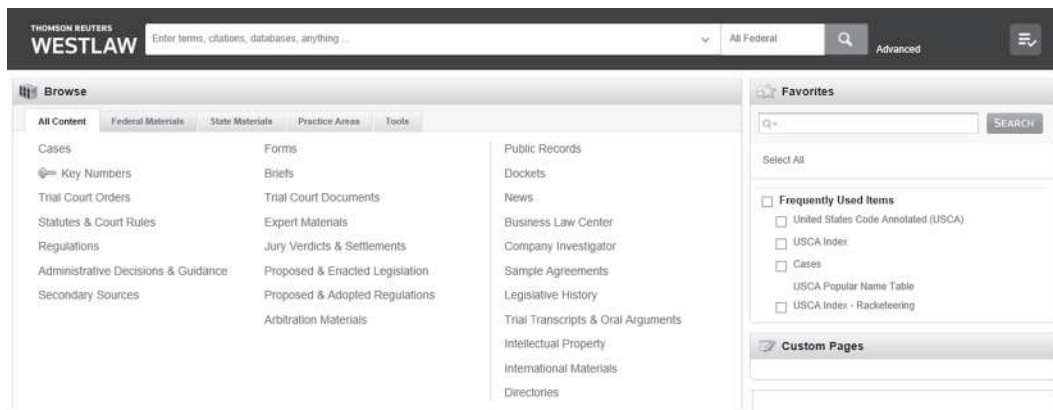 THOMSON REUTERS
WESTLAW
Enter terms, citations, databases, anything ...
All Federal
Advanced
Browse
All Content Federal Materials State Materials Practice Areas Tools
Cases
Key Numbers
Trial Court Orders
Statutes & Court Rules
Regulations
Administrative Decisions & Guidance
Secondary Sources
Forms
Briefs
Trial Court Documents
Expert Materials
Jury Verdicts & Settlements
Proposed & Enacted Legislation
Proposed & Adopted Regulations
Arbitration Materials
Public Records
Dockets
News
Business Law Center
Company Investigator
Sample Agreements
Legislative History
Trial Transcripts & Oral Arguments
Intellectual Property
International Materials
Directories
Favorites
SEARCH
Select All
Frequently Used Items
United States Code Annotated (USCA)
USCA Index
Cases
USCA Popular Name Table
USCA Index - Racketeering
Custom Pages